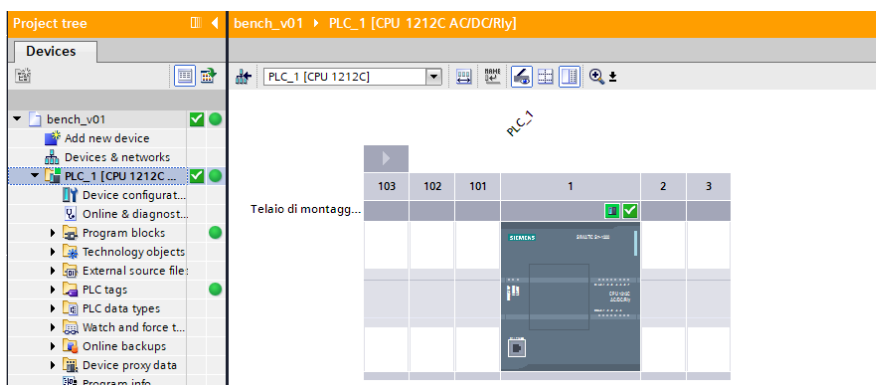 Project tree
bench_v01 ▸ PLC_1 [CPU 1212C AC/DC/Rly]
Devices
PLC_1 [CPU 1212C]
bench_v01
Add new device
Devices & networks
PLC_1 [CPU 1212C ...
Device configurat...
Online & diagnost...
Program blocks
Technology objects
External source file:
PLC tags
PLC data types
Watch and force t...
Online backups
Device proxy data
Program info
PLC_1
103 102 101 1 2 3
Telaio di montagg...
SIEMENS